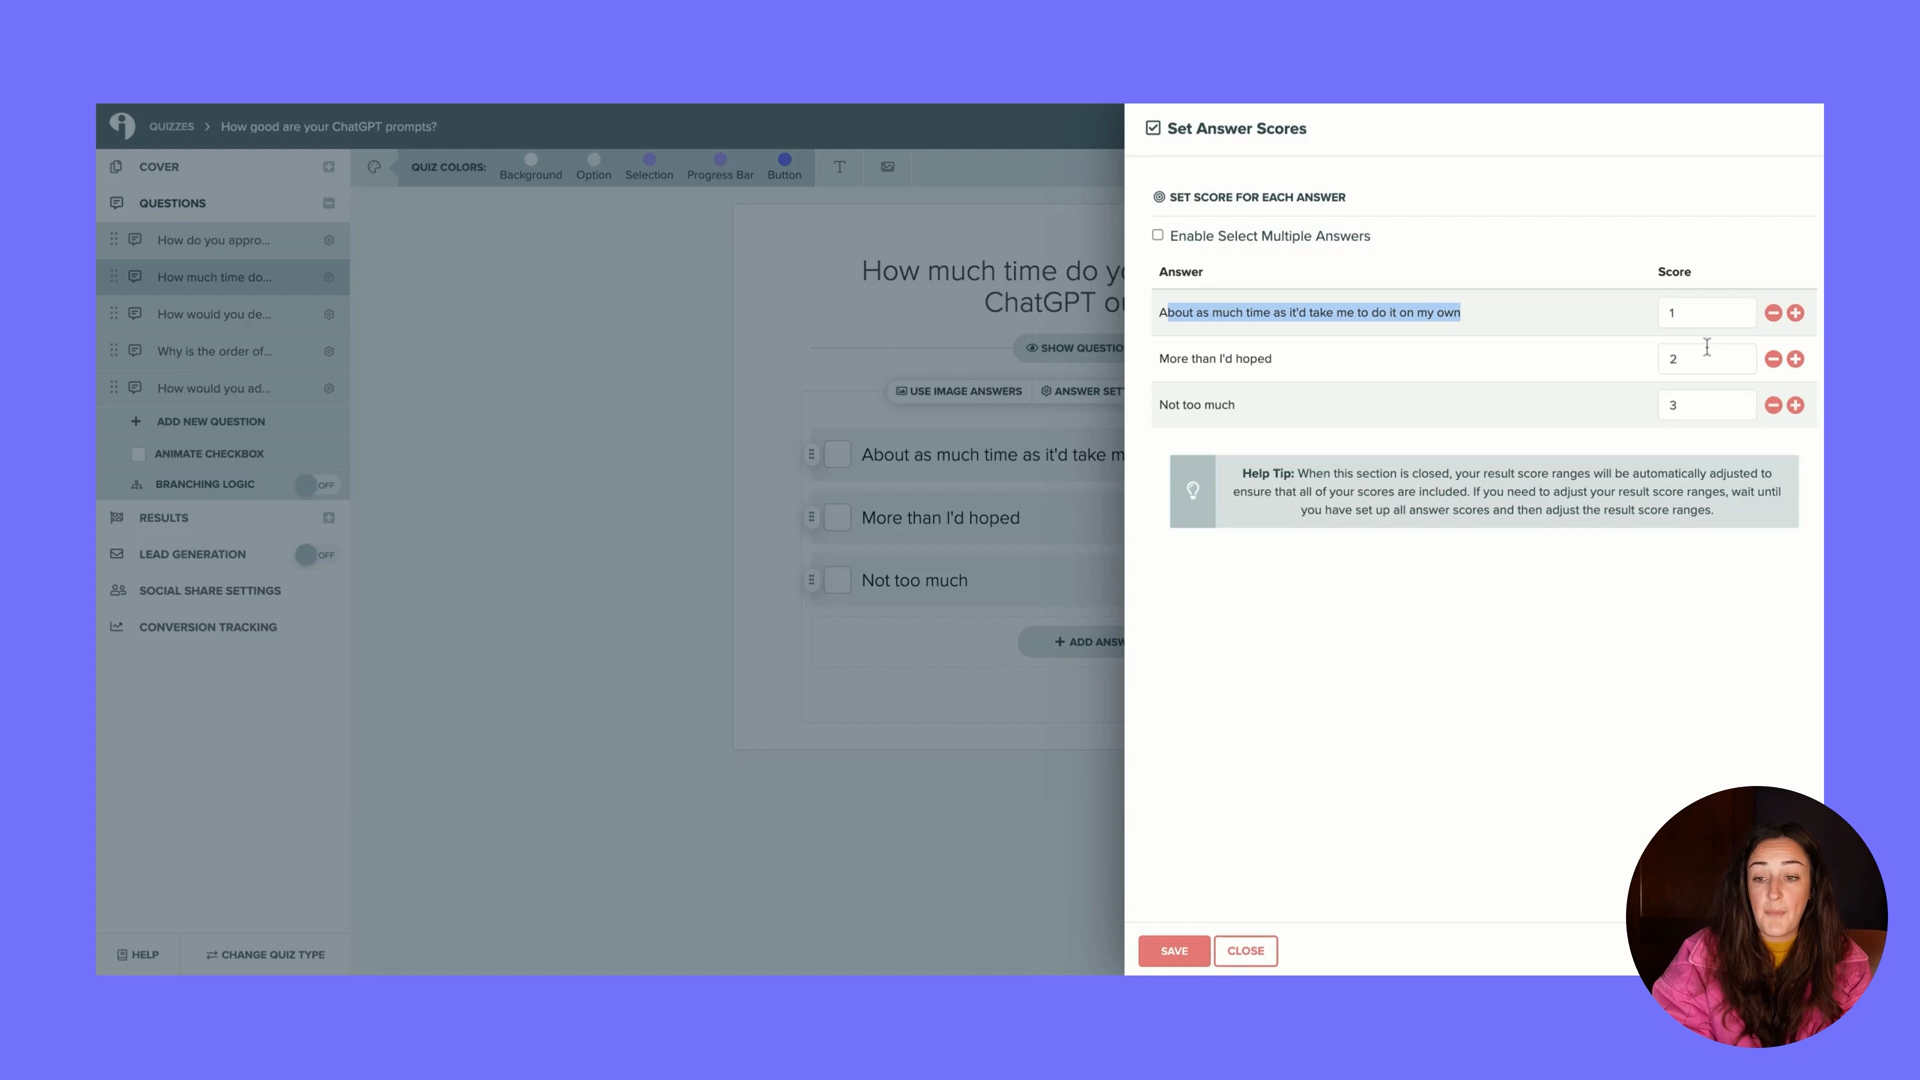 QUIZZES > How good are your ChatGPT prompts?
COVER
QUESTIONS
How do you appro...
How much time do...
How would you de...
Why is the order of...
How would you ad...
+ ADD NEW QUESTION
ANIMATE CHECKBOX
BRANCHING LOGIC OFF
RESULTS
LEAD GENERATION OFF
SOCIAL SHARE SETTINGS
CONVERSION TRACKING
HELP
CHANGE QUIZ TYPE
QUIZ COLORS:
Background
Option
Selection
Progress Bar
Button
T
How much time do yo
ChatGPT ou
SHOW QUESTIO
USE IMAGE ANSWERS
ANSWER SET
About as much time as it'd take m
More than I'd hoped
Not too much
+ ADD ANSW
Set Answer Scores
SET SCORE FOR EACH ANSWER
Enable Select Multiple Answers
Answer Score
About as much time as it'd take me to do it on my own 1
More than I'd hoped 2
Not too much 3
Help Tip: When this section is closed, your result score ranges will be automatically adjusted to
ensure that all of your scores are included. If you need to adjust your result score ranges, wait until
you have set up all answer scores and then adjust the result score ranges.
SAVE
CLOSE